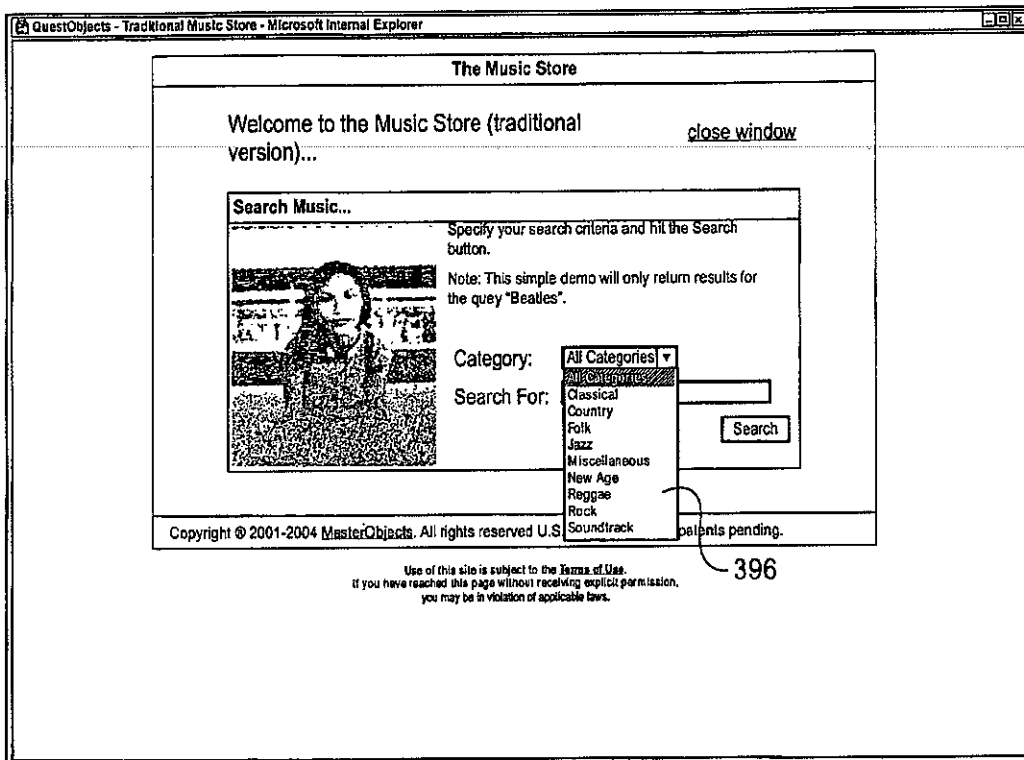 QuestObjects - Traditional Music Store - Microsoft Internal Explorer
The Music Store
Welcome to the Music Store (traditional
version)...
close window
Search Music...
Specify your search criteria and hit the Search
button.
Note: This simple demo will only return results for
the quey "Beatles".
Category:
All Categories
All Categories
Search For:
Classical
Country
Folk
Jazz
Miscellaneous
New Age
Reggae
Rock
Soundtrack
Search
Copyright ® 2001-2004 MasterObjects. All rights reserved U.S. patents pending.
396
Use of this site is subject to the Terms of Use.
If you have reached this page without receiving explicit permission,
you may be in violation of applicable laws.